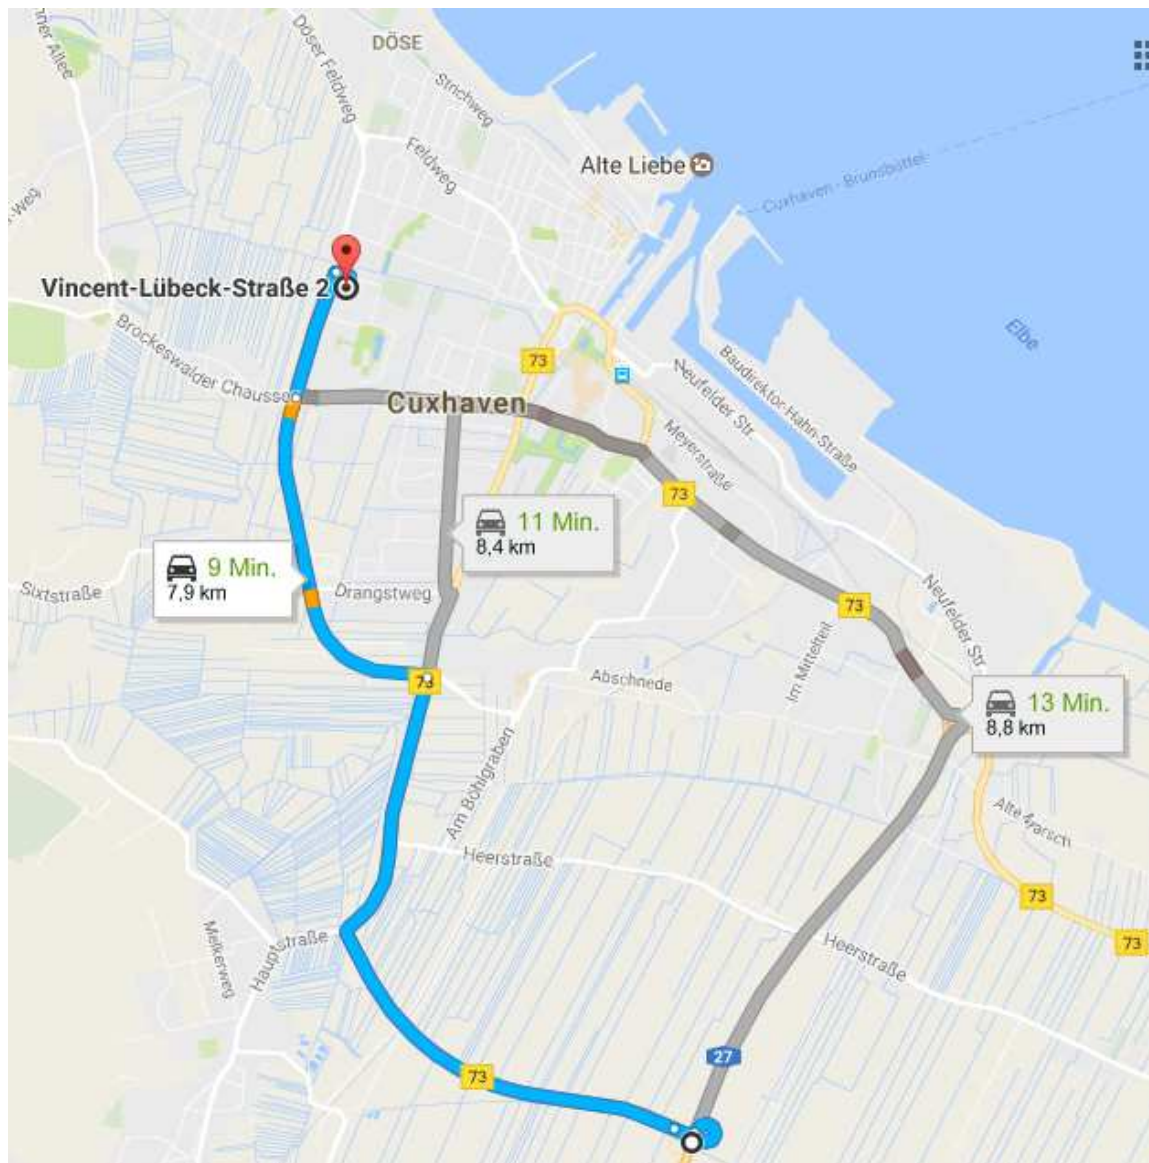 nner Allee
DÖSE
Döser Feldweg
Strichweg
Feldweg
Alte Liebe
Cuxhaven - Brunsbüttel
Vincent-Lübeck-Straße 2
Brockeswalder Chaussee
Elbe
73
Neufelder Str.
Baudirektor-Hahn-Straße
Cuxhaven
Meyerstraße
73
11 Min.
8,4 km
9 Min.
7,9 km
Sixtstraße
Drangstweg
73
Neufelder Str
Im Mittelteil
Abschnede
73
13 Min.
8,8 km
Am Böhlgraben
Alte Marsch
Heerstraße
73
Hauptstraße
Melkerweg
Heerstraße
73
27
73